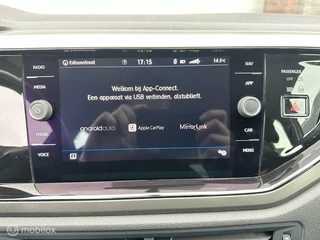 Edisonstraat 17:15 14.5°C
RADIO
NAV
PASSENGER
MEDIA
APP
OFF
Welkom bij App-Connect.
Een apparaat via USB verbinden, alstublieft.
PHONE
CAR
androidauto
Apple CarPlay
MirrorLink
VOICE
MENU
mobilox